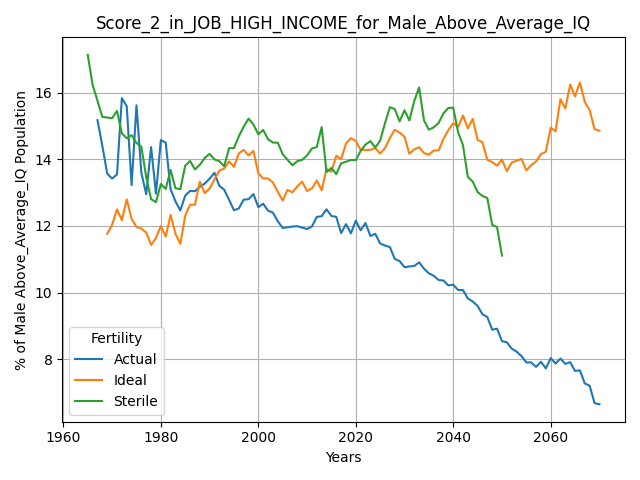 Score_2_in_JOB_HIGH_INCOME_for_Male_Above_Average_IQ
% of Male Above_Average_IQ Population
16
14
12
10
8
Fertility
Actual
Ideal
Sterile
1960 1980 2000 2020 2040 2060
Years